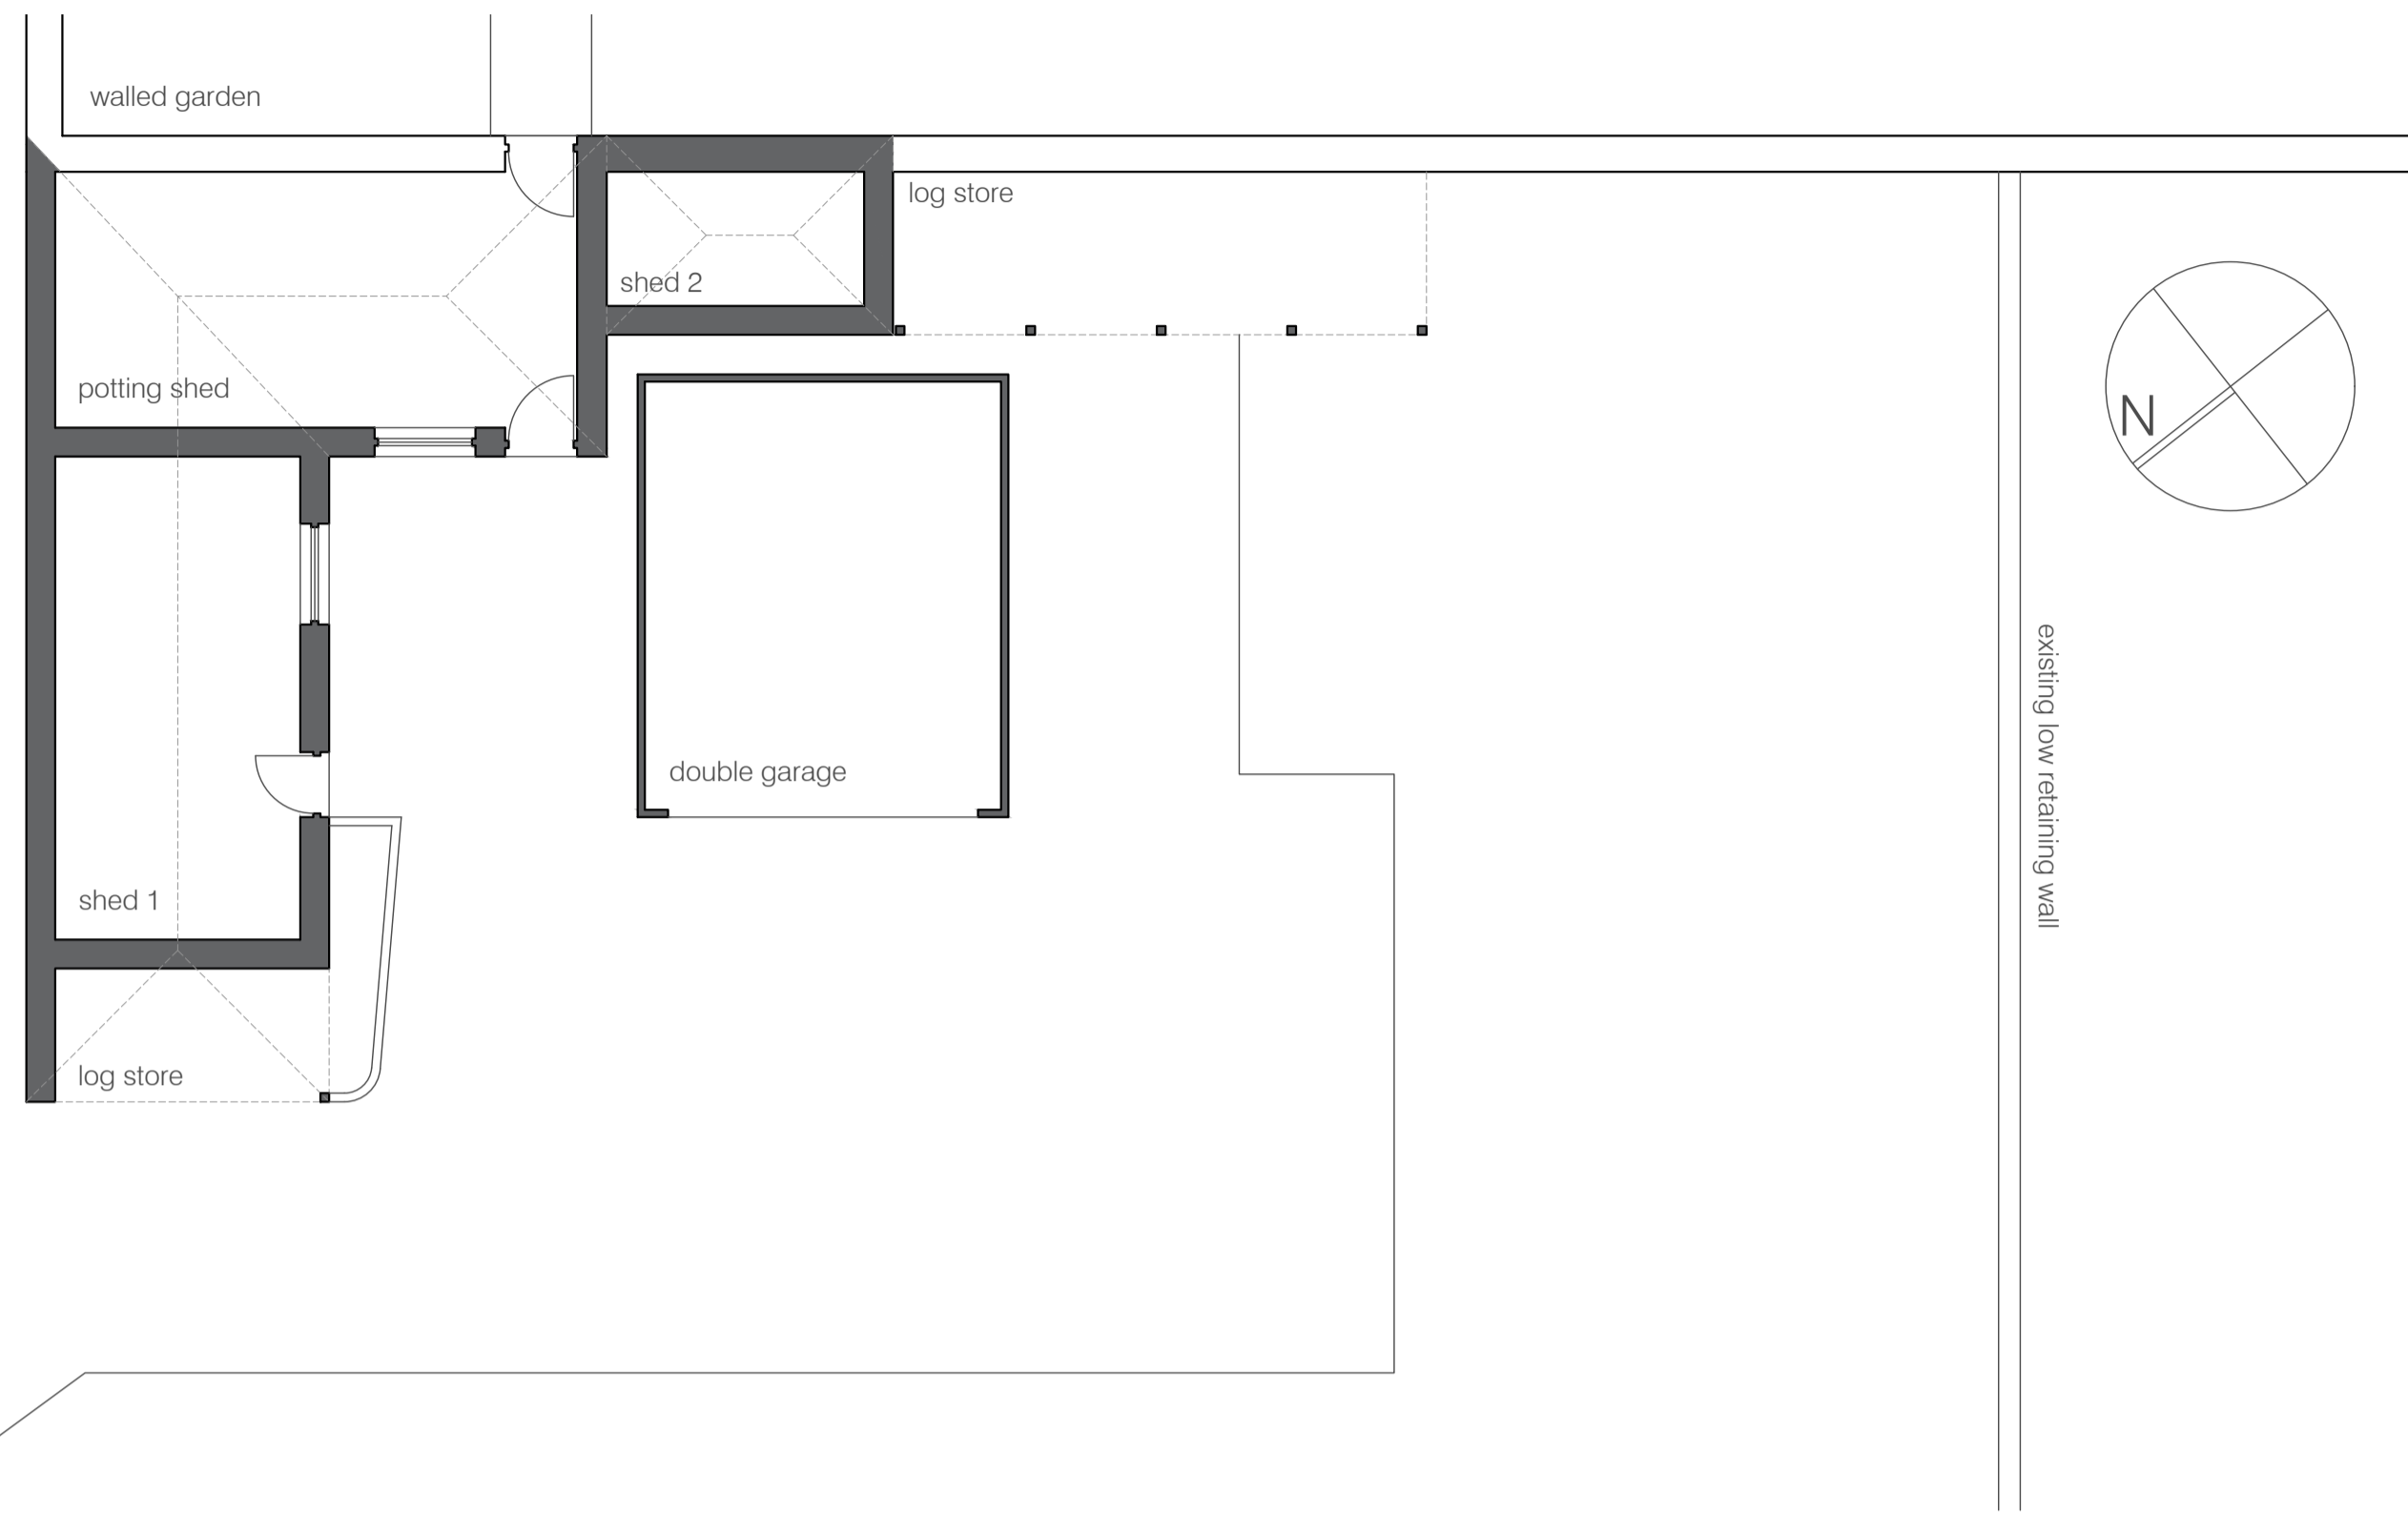 walled garden
log store
shed 2
potting shed
N
existing low retaining wall
double garage
shed 1
log store